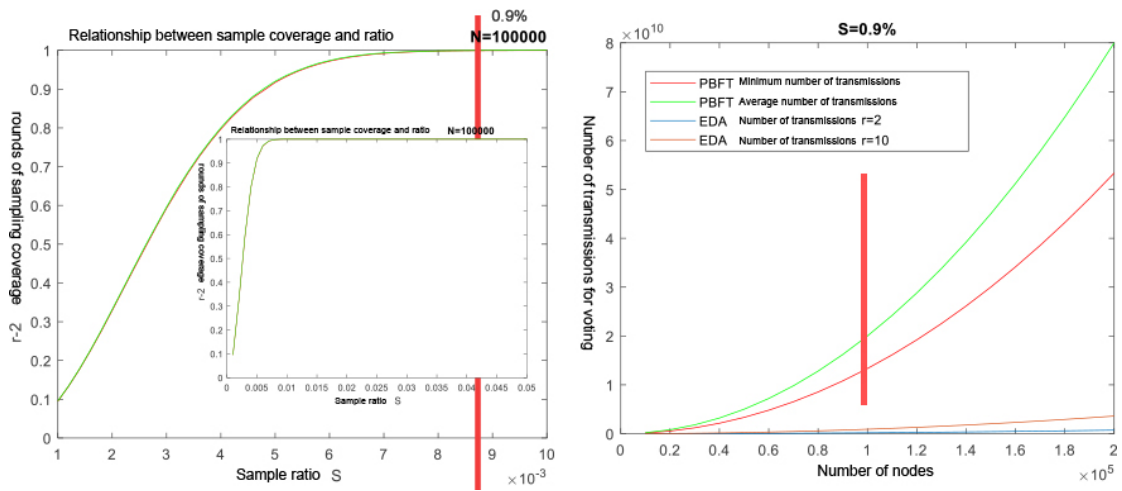 0.9%
Relationship between sample coverage and ratio N=100000
1
0.9
0.8
0.7
0.6
0.5
0.4
0.3
0.2
0.1
0
rounds of sampling coverage
r-2
1 2 3 4 5 6 7 8 9 10
Sample ratio S ×10⁻³
Relationship between sample coverage and ratio N=100000
1
0.9
0.8
0.7
0.6
0.5
0.4
0.3
0.2
0.1
0
rounds of sampling coverage
r-2
0 0.005 0.01 0.015 0.02 0.025 0.03 0.035 0.04 0.045 0.05
Sample ratio S
S=0.9%
×10¹⁰
9
8
7
6
5
4
3
2
1
0
Number of transmissions for voting
PBFT Minimum number of transmissions
PBFT Average number of transmissions
EDA Number of transmissions r=2
EDA Number of transmissions r=10
0 0.2 0.4 0.6 0.8 1 1.2 1.4 1.6 1.8 2
Number of nodes ×10⁵